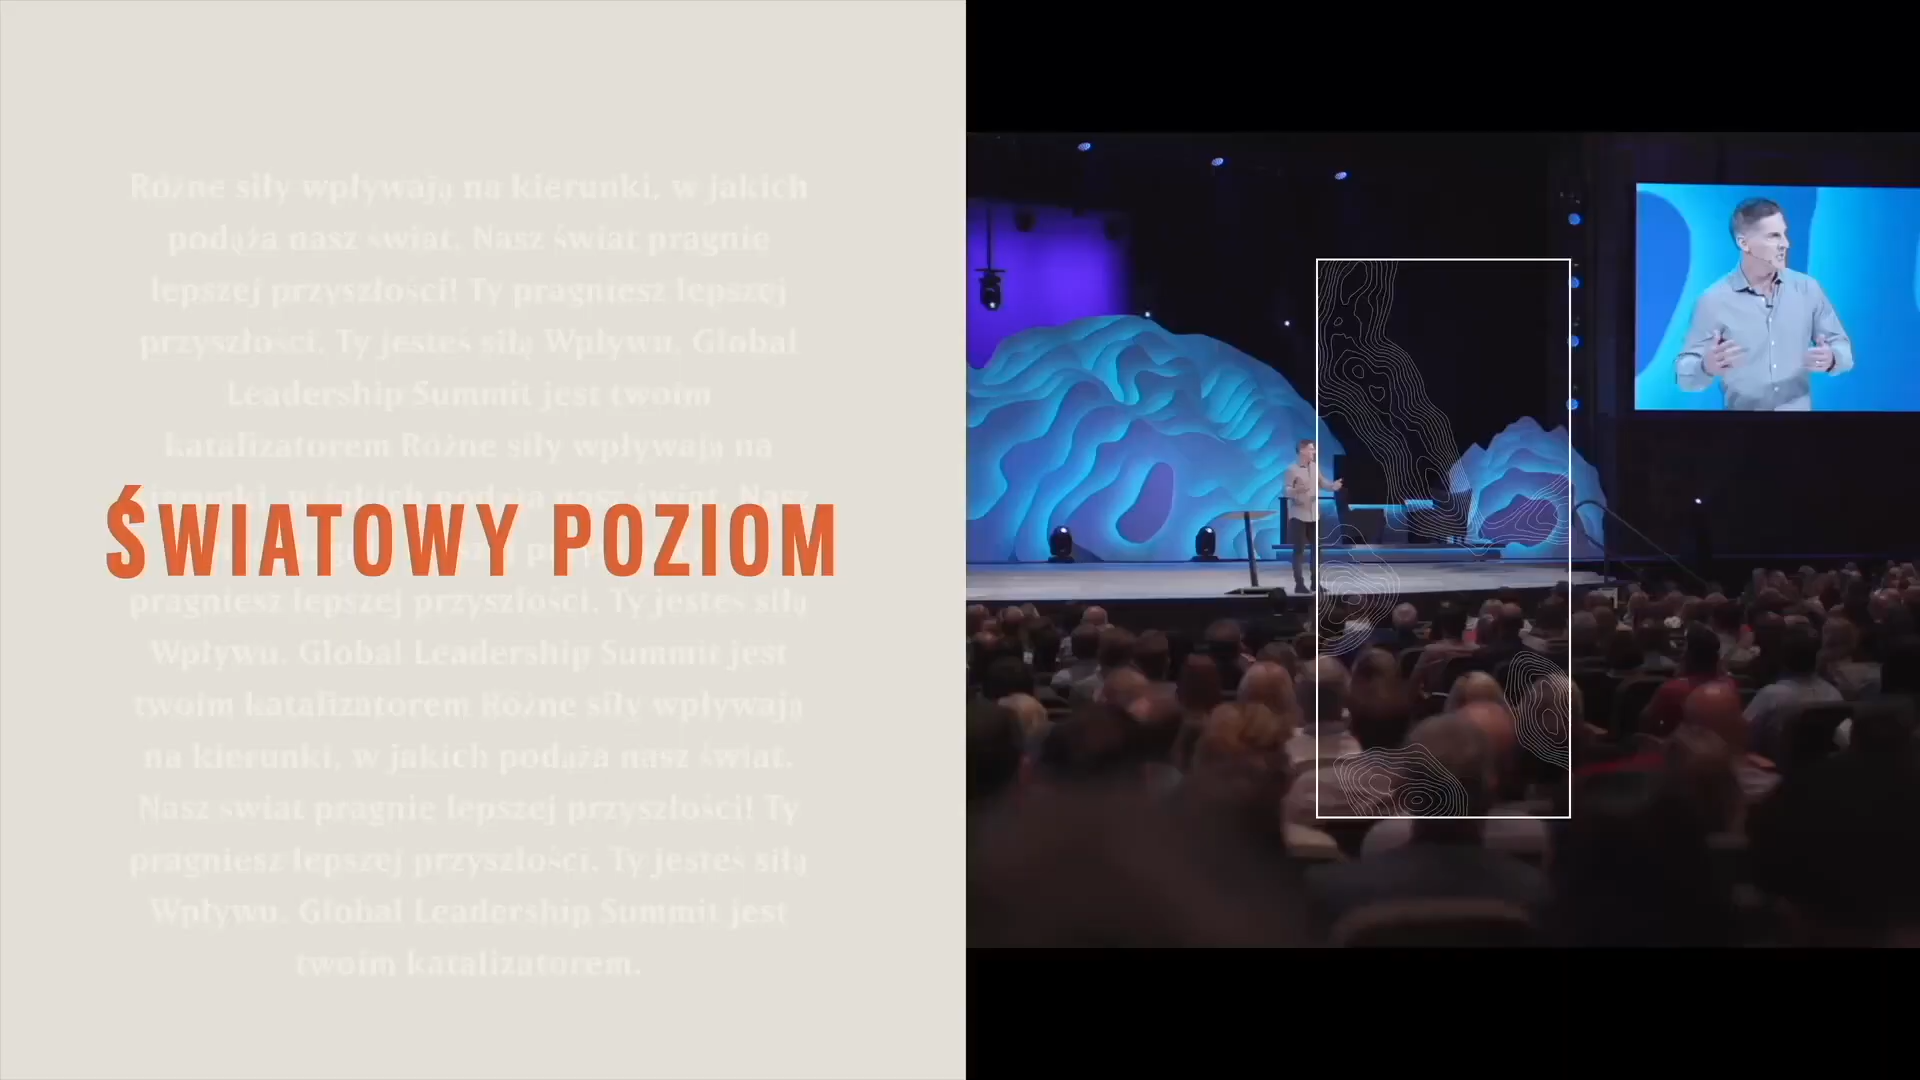 Różne siły wpływają na kierunki, w jakich
podąża nasz świat. Nasz świat pragnie
lepszej przyszłości! Ty pragniesz lepszej
przyszłości. Ty jesteś siłą Wpływu. Global
Leadership Summit jest twoim
katalizatorem Różne siły wpływają na
ŚWIATOWY POZIOM
pragniesz lepszej przyszłości. Ty jesteś siłą
Wpływu. Global Leadership Summit jest
twoim katalizatorem Różne siły wpływają
na kierunki, w jakich podąża nasz świat.
Nasz świat pragnie lepszej przyszłości! Ty
pragniesz lepszej przyszłości. Ty jesteś siłą
Wpływu. Global Leadership Summit jest
twoim katalizatorem.